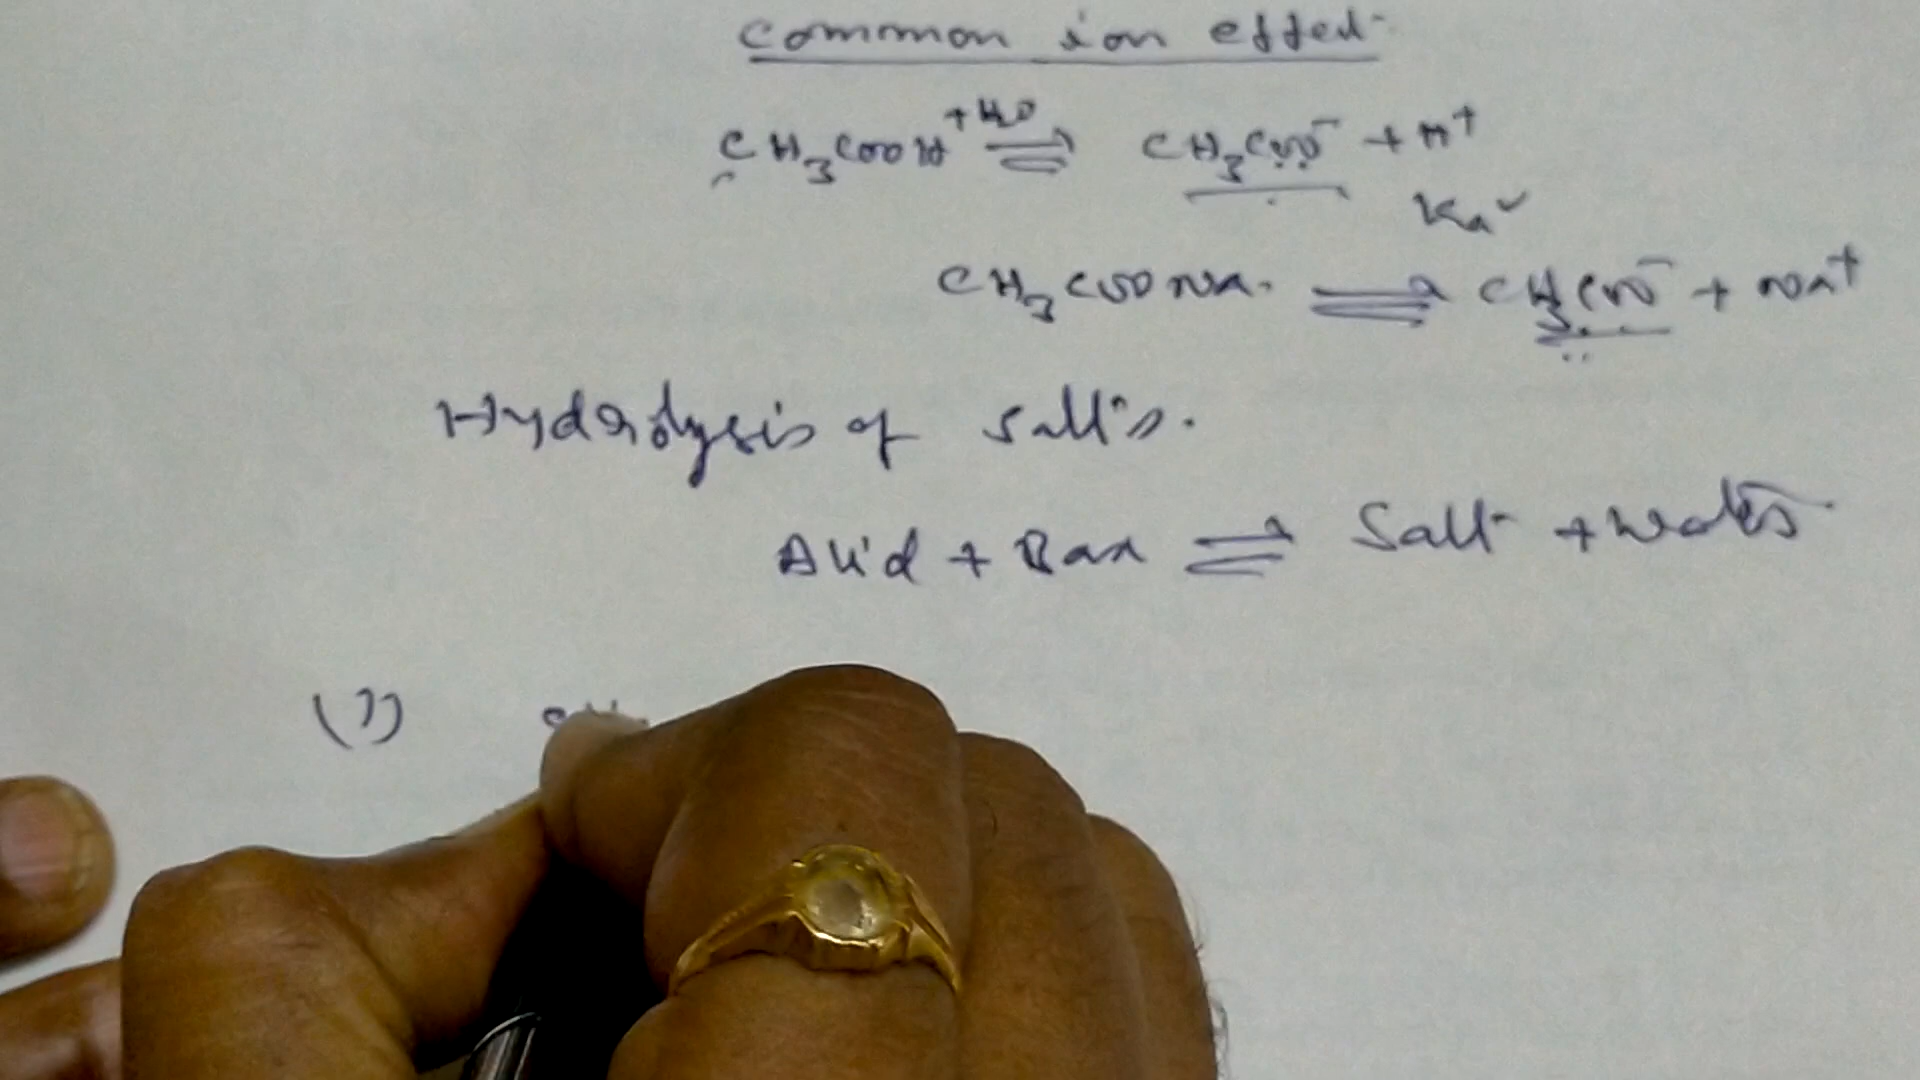 Common ion effect
CH₃COOH +H₂O ⇌ CH₃COO⁻ + H⁺
Ka ✓
CH₃COONa. ⇌ CH₃COO⁻ + Na⁺
Hydrolysis of Salts.
Acid + Base ⇌ Salt + Water
(1)